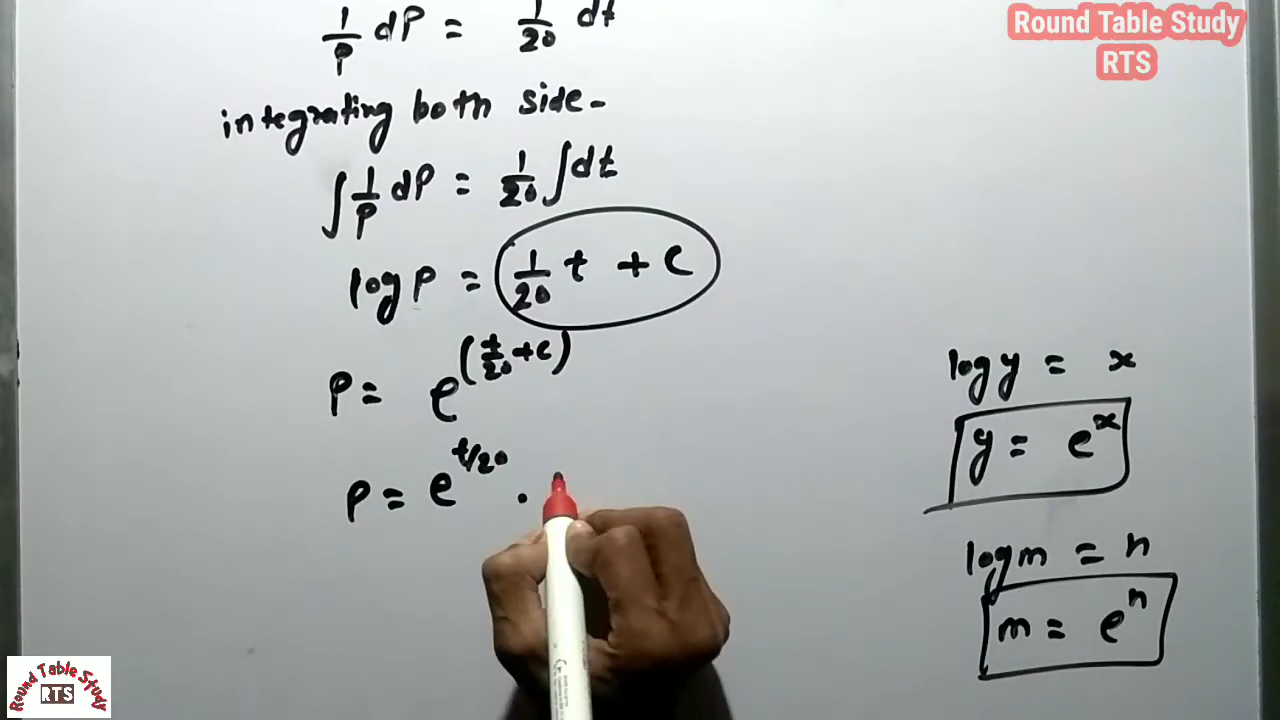 1/P dP = 1/20 dt
integrating both side-
∫ 1/P dP = 1/20 ∫dt
log P = 1/20 t + c
P = e^(t/20 + c)
P = e^t/20 .
log y = x
y = e^x
log m = n
m = e^n
Round Table Study
RTS
Round Table Study
RTS